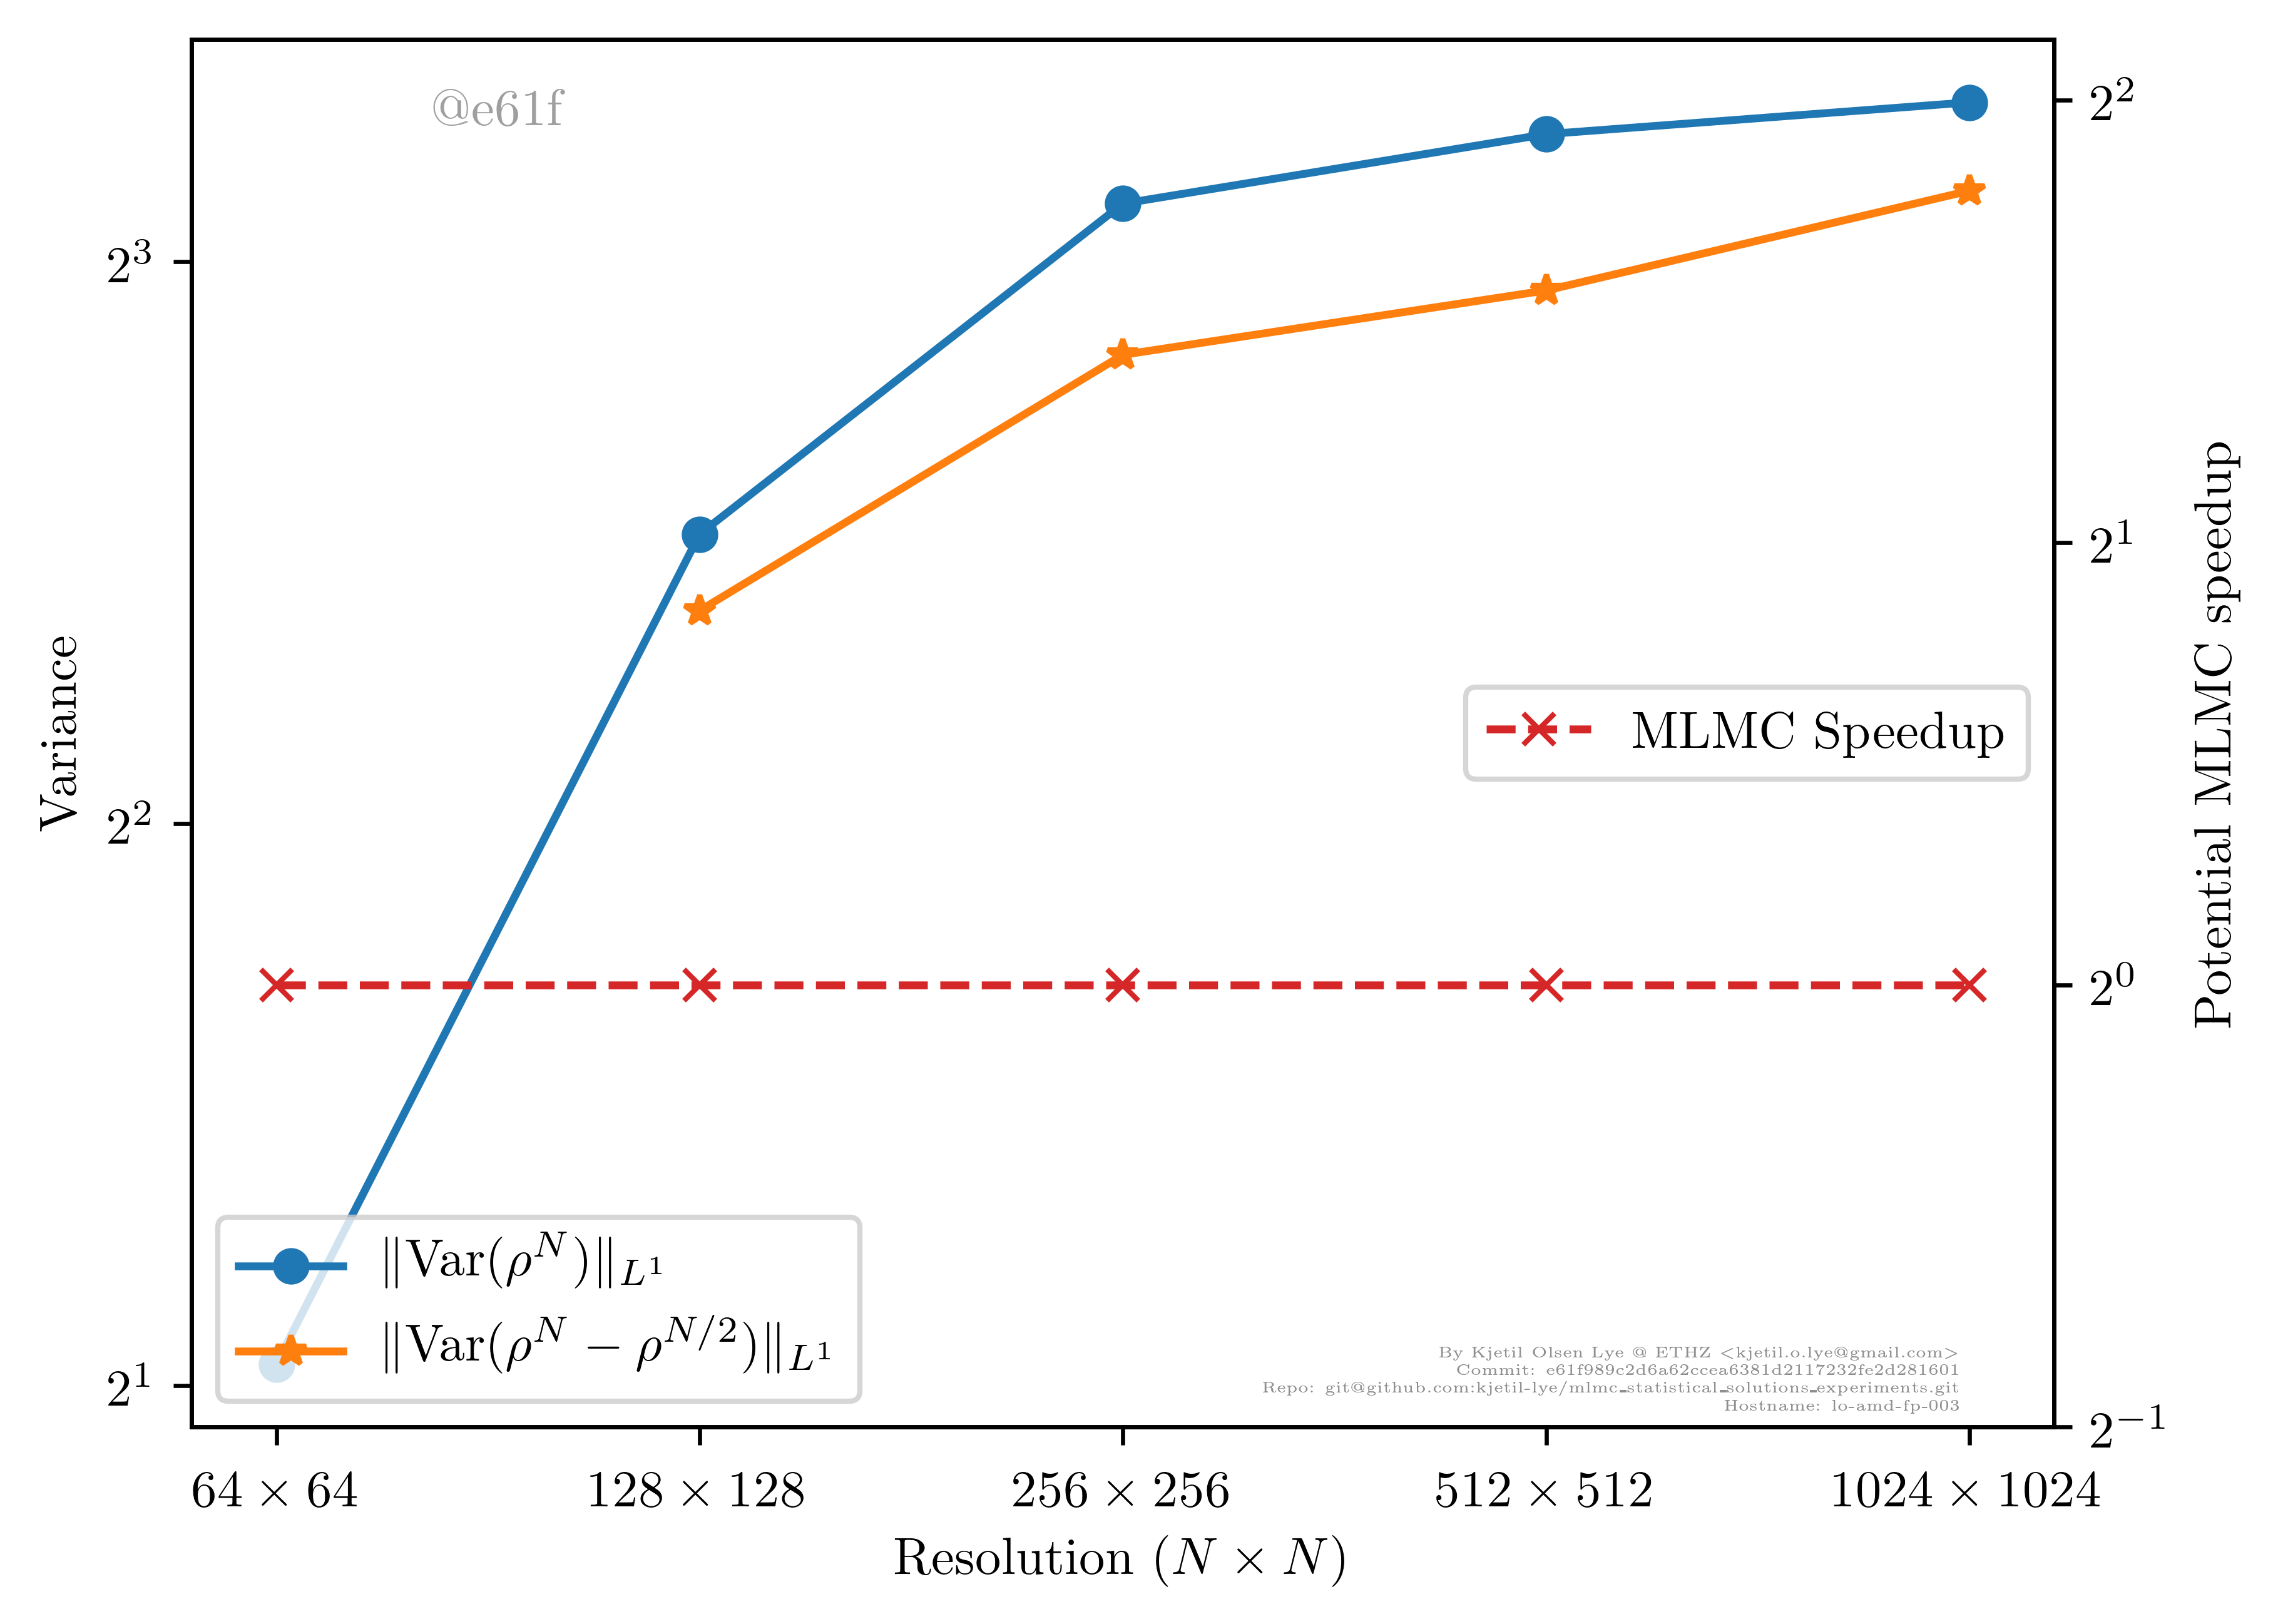 @e61f
2^3
2^2
2^1
Variance
2^2
2^1
2^0
2^{-1}
Potential MLMC speedup
MLMC Speedup
‖Var(ρ^N)‖_{L^1}
‖Var(ρ^N − ρ^{N/2})‖_{L^1}
By Kjetil Olsen Lye @ ETHZ <kjetil.o.lye@gmail.com>
Commit: e61f989c2d6a62ccea6381d2117232fe2d281601
Repo: git@github.com:kjetil-lye/mlmc_statistical_solutions_experiments.git
Hostname: lo-amd-fp-003
64 × 64 128 × 128 256 × 256 512 × 512 1024 × 1024
Resolution (N × N)